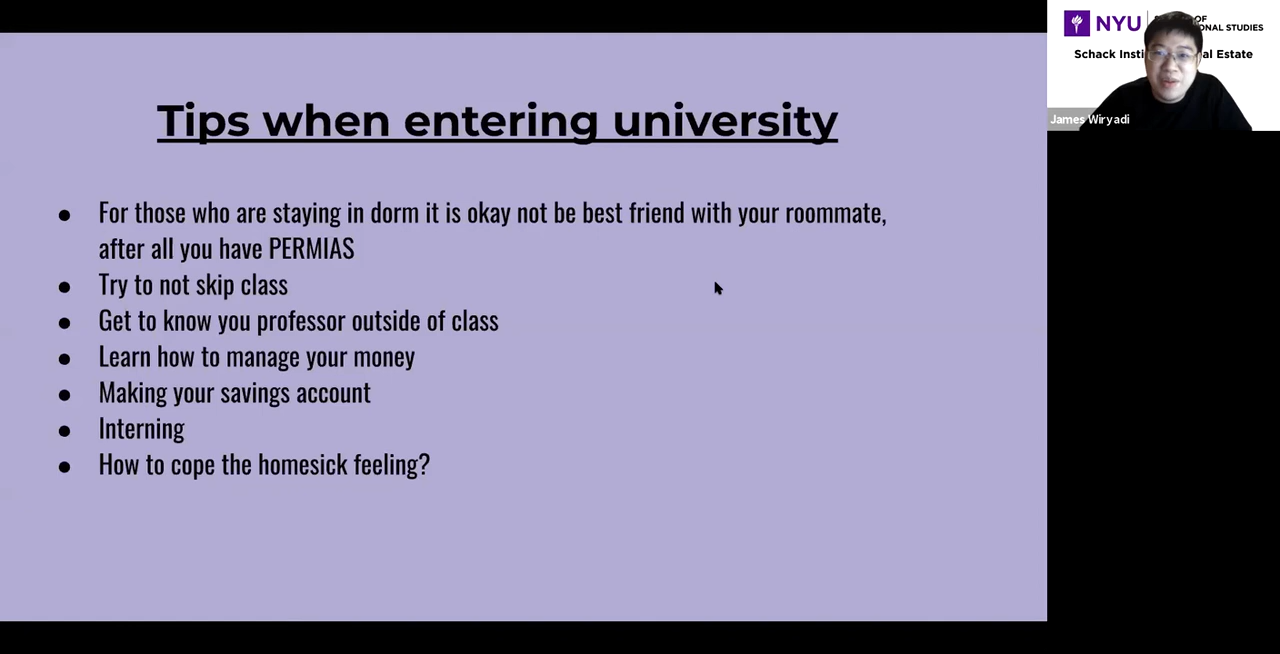 Tips when entering university
● For those who are staying in dorm it is okay not be best friend with your roommate,
after all you have PERMIAS
● Try to not skip class
● Get to know you professor outside of class
● Learn how to manage your money
● Making your savings account
● Interning
● How to cope the homesick feeling?
NYU
OF
STUDIES
Schack
Estate
James Wiryadi